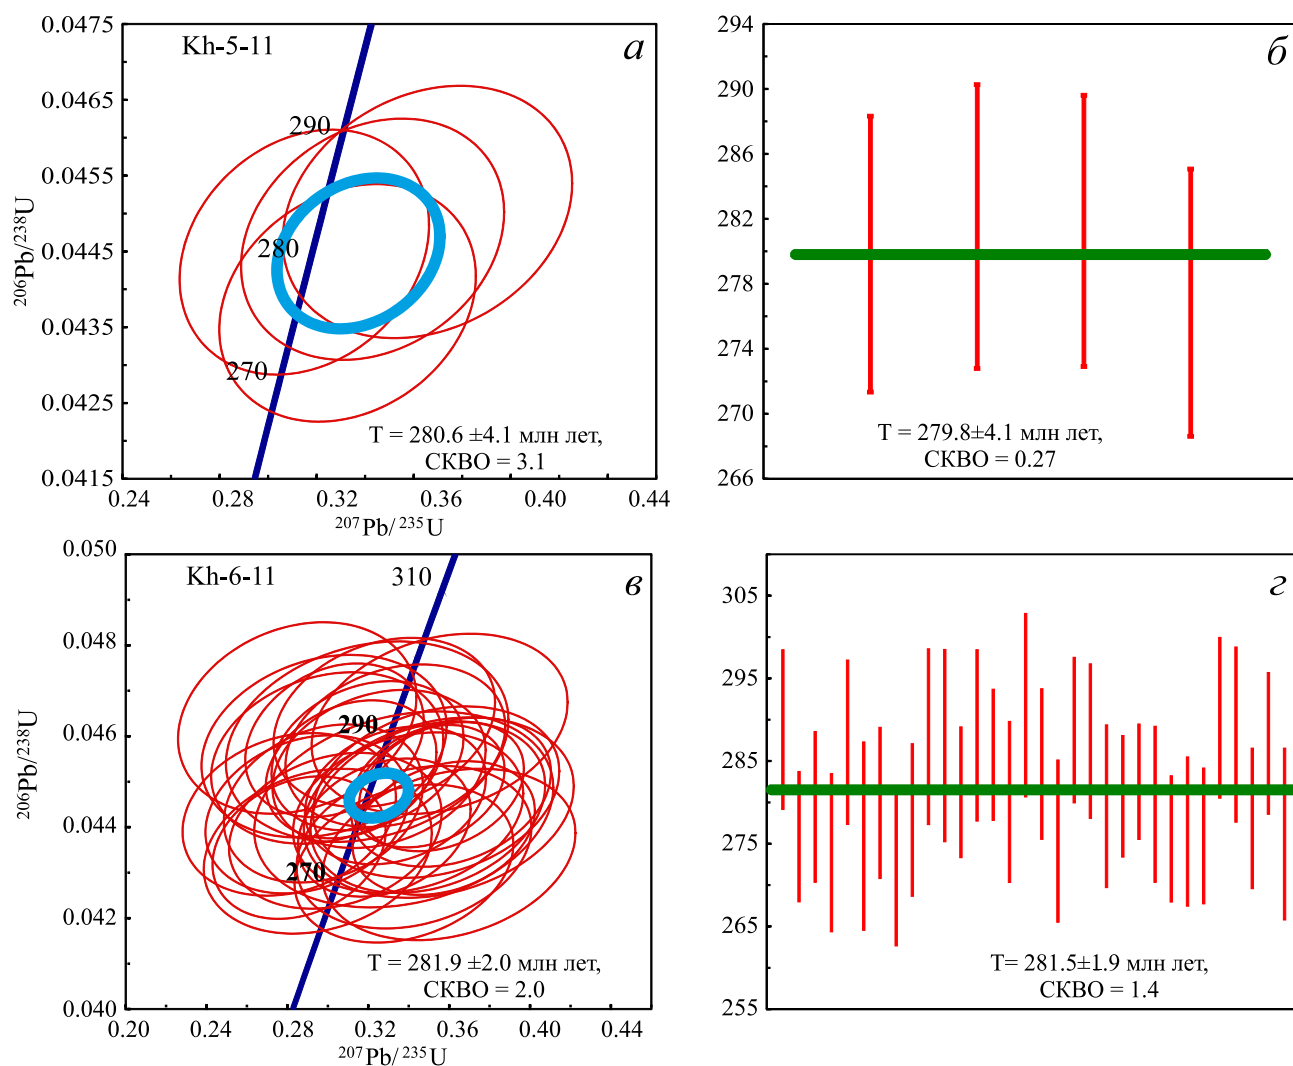 Kh-5-11
а
0.0475
0.0465
0.0455
0.0445
0.0435
0.0425
0.0415
²⁰⁶Pb/²³⁸U
290
280
270
T = 280.6 ±4.1 млн лет,
СКВО = 3.1
0.24
0.28
0.32
0.36
0.40
0.44
²⁰⁷Pb/²³⁵U
б
294
290
286
282
278
274
270
266
T = 279.8±4.1 млн лет,
СКВО = 0.27
Kh-6-11
310
в
0.050
0.048
0.046
0.044
0.042
0.040
²⁰⁶Pb/²³⁸U
290
270
T = 281.9 ±2.0 млн лет,
СКВО = 2.0
0.20
0.24
0.28
0.32
0.36
0.40
0.44
²⁰⁷Pb/²³⁵U
г
305
295
285
275
265
255
T= 281.5±1.9 млн лет,
СКВО = 1.4